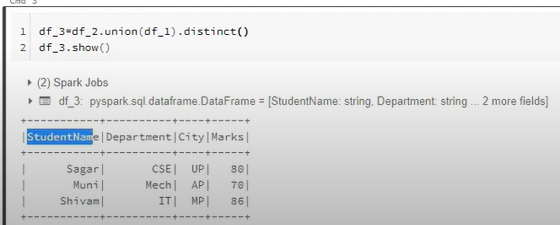 Cmd 3
1 df_3=df_2.union(df_1).distinct()
2 df_3.show()
(2) Spark Jobs
df_3: pyspark.sql.dataframe.DataFrame = [StudentName: string, Department: string ... 2 more fields]
+-----------+----------+----+-----+
|StudentName|Department|City|Marks|
+-----------+----------+----+-----+
|      Sagar|       CSE|  UP|   80|
|       Muni|      Mech|  AP|   70|
|     Shivam|        IT|  MP|   86|
+-----------+----------+----+-----+